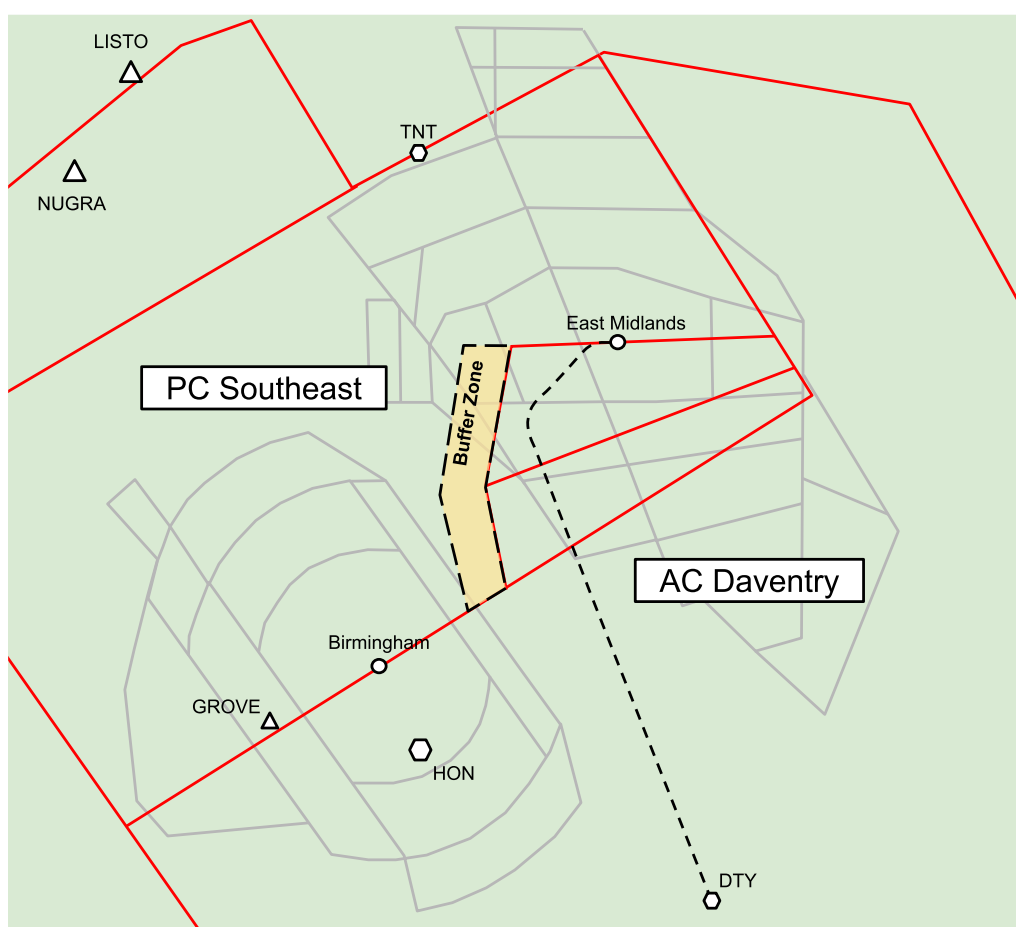 LISTO
TNT
NUGRA
East Midlands
PC Southeast
Buffer Zone
AC Daventry
Birmingham
GROVE
HON
DTY